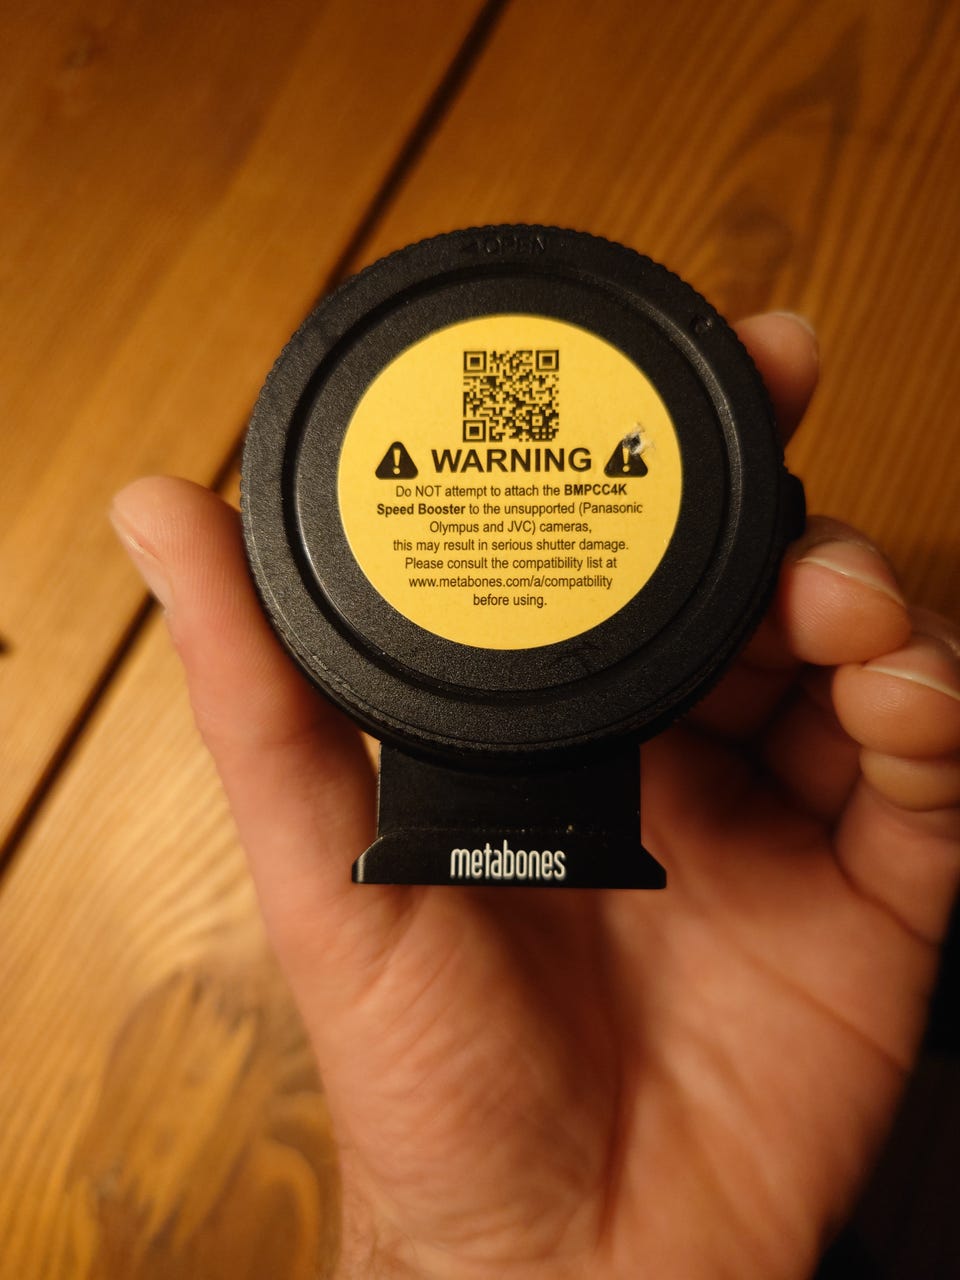 OPEN
WARNING
Do NOT attempt to attach the BMPCC4K
Speed Booster to the unsupported (Panasonic
Olympus and JVC) cameras,
this may result in serious shutter damage.
Please consult the compatibility list at
www.metabones.com/a/compatbility
before using.
metabones